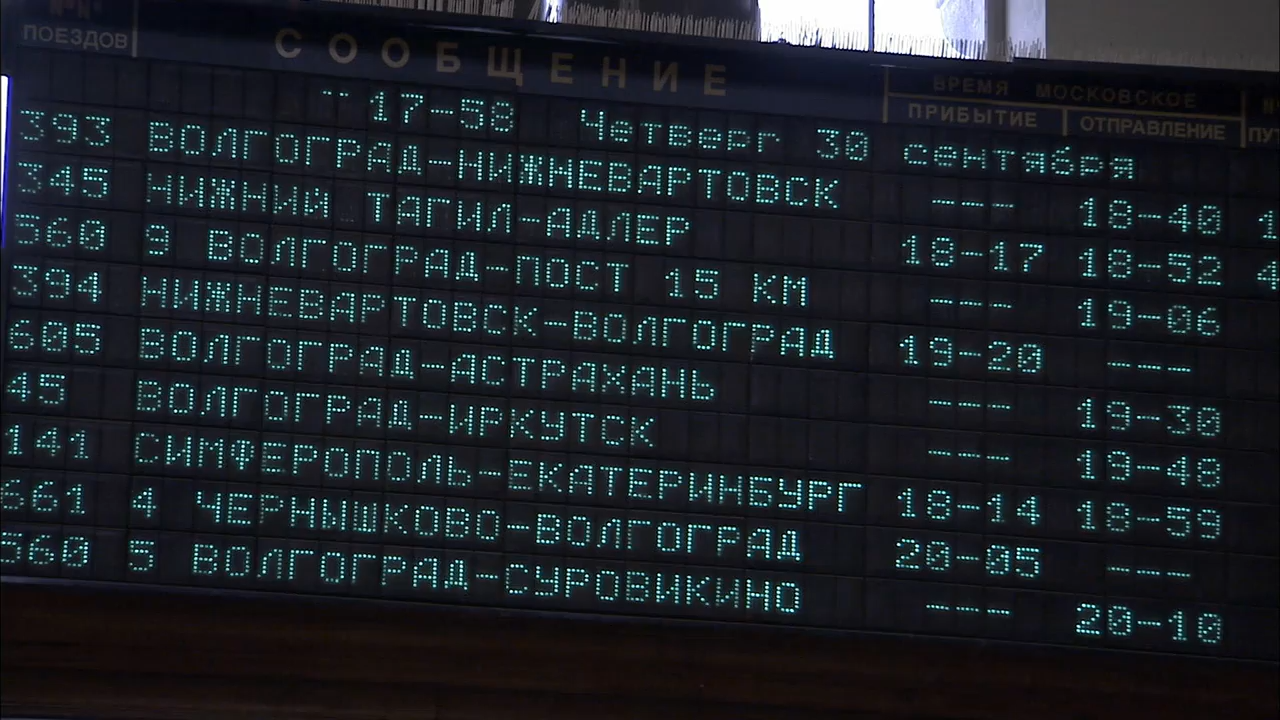 ПОЕЗДОВ
СООБЩЕНИЕ
ВРЕМЯ МОСКОВСКОЕ
ПРИБЫТИЕ ОТПРАВЛЕНИЕ
17-58 Четверг 30 сентября
393 ВОЛГОГРАД-НИЖНЕВАРТОВСК --- 18-40 1
345 НИЖНИЙ ТАГИЛ-АДЛЕР 18-17 18-52 4
560 9 ВОЛГОГРАД-ПОСТ 15 КМ --- 19-06
394 НИЖНЕВАРТОВСК-ВОЛГОГРАД 19-20 ---
605 ВОЛГОГРАД-АСТРАХАНЬ --- 19-30
45 ВОЛГОГРАД-ИРКУТСК --- 19-48
141 СИМФЕРОПОЛЬ-ЕКАТЕРИНБУРГ 18-14 18-59
661 4 ЧЕРНЫШКОВО-ВОЛГОГРАД 20-05 ---
560 5 ВОЛГОГРАД-СУРОВИКИНО --- 20-10